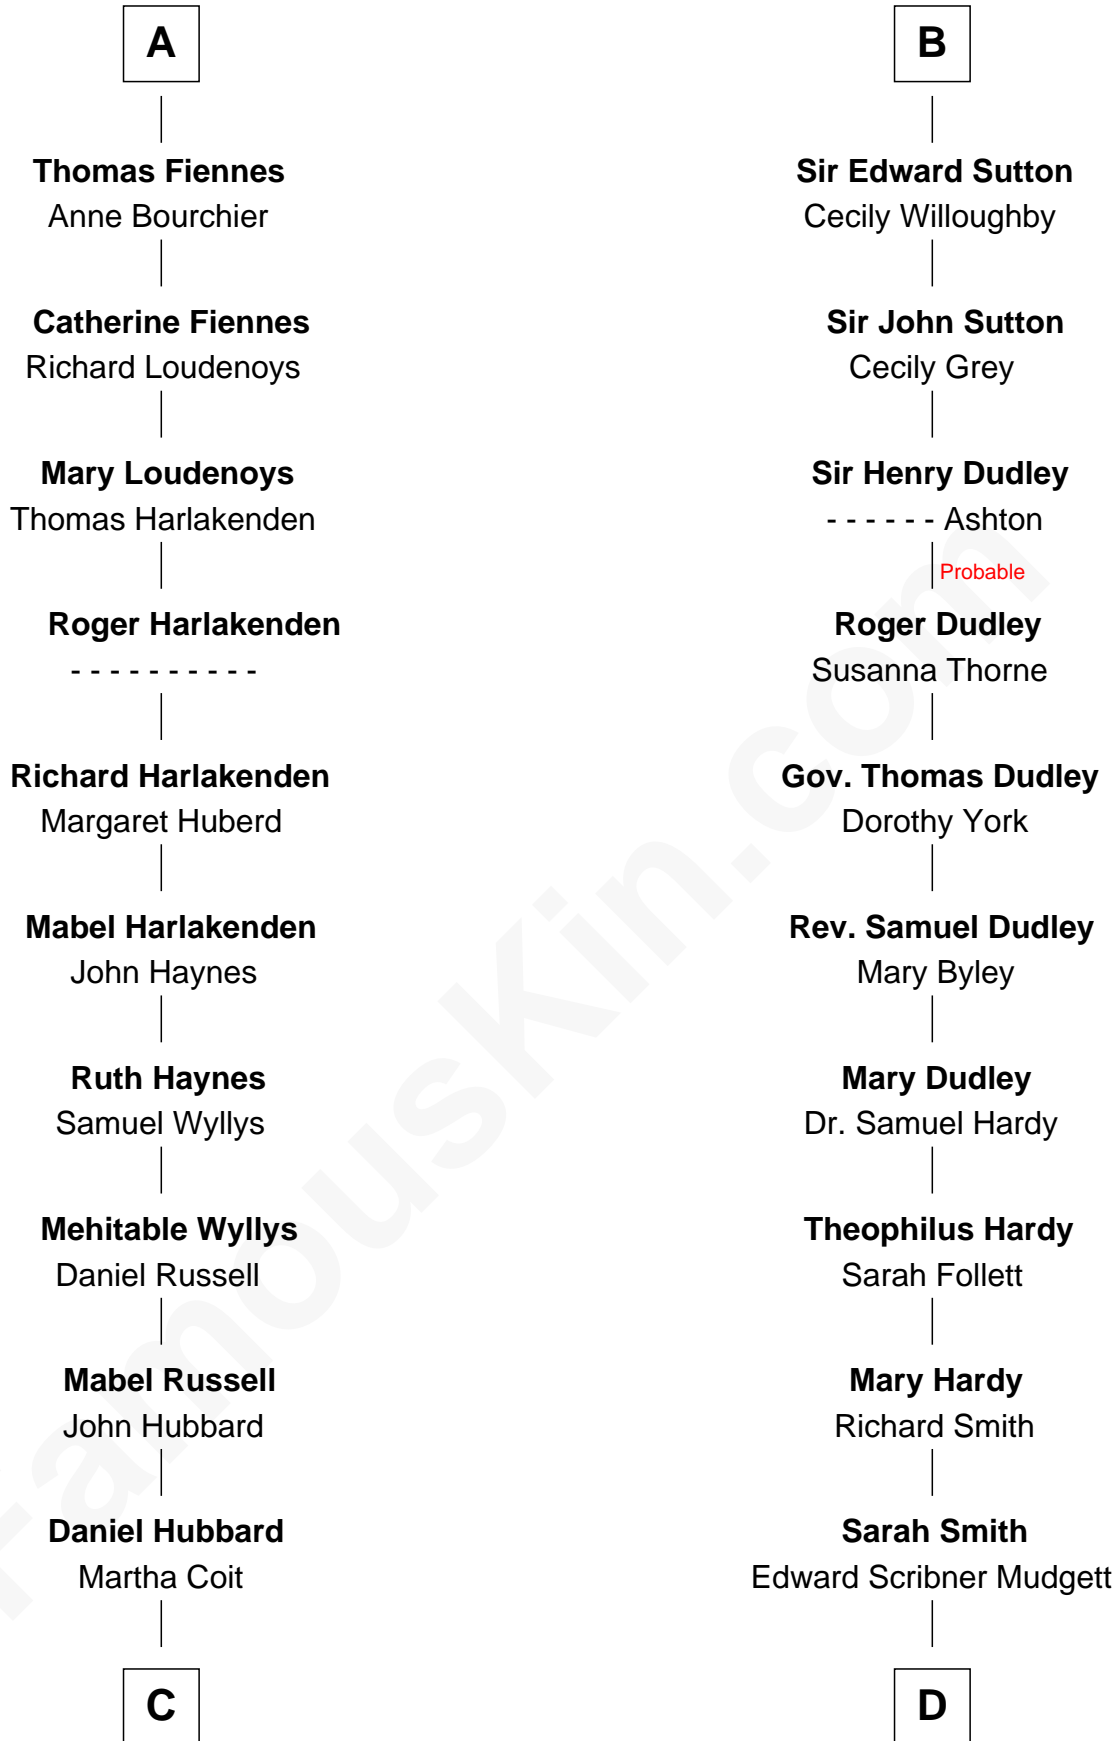 A
Thomas Fiennes
Anne Bourchier
Catherine Fiennes
Richard Loudenoys
Mary Loudenoys
Thomas Harlakenden
Roger Harlakenden
- - - - - - - - - -
Richard Harlakenden
Margaret Huberd
Mabel Harlakenden
John Haynes
Ruth Haynes
Samuel Wyllys
Mehitable Wyllys
Daniel Russell
Mabel Russell
John Hubbard
Daniel Hubbard
Martha Coit
C
B
Sir Edward Sutton
Cecily Willoughby
Sir John Sutton
Cecily Grey
Sir Henry Dudley
- - - - - - Ashton
Probable
Roger Dudley
Susanna Thorne
Gov. Thomas Dudley
Dorothy York
Rev. Samuel Dudley
Mary Byley
Mary Dudley
Dr. Samuel Hardy
Theophilus Hardy
Sarah Follett
Mary Hardy
Richard Smith
Sarah Smith
Edward Scribner Mudgett
D
FamousKin.com